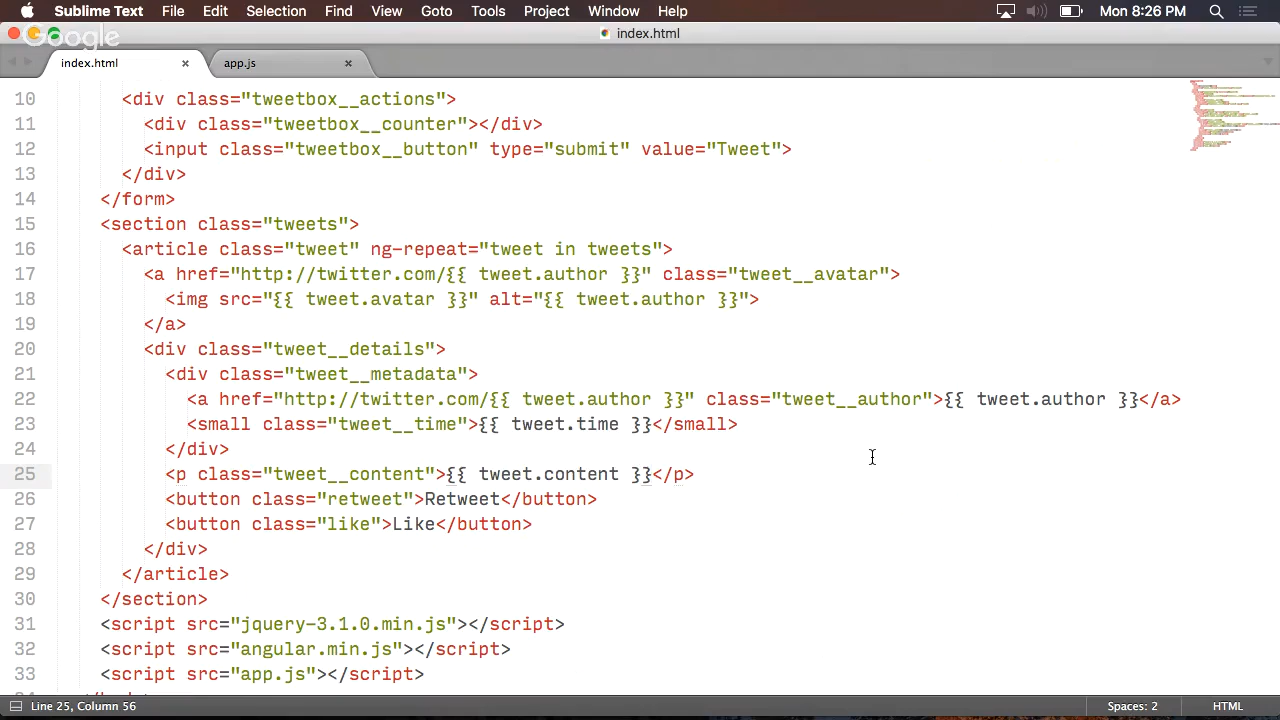 Sublime Text File Edit Selection Find View Goto Tools Project Window Help Mon 8:26 PM
Google
index.html
index.html × app.js ×
10 <div class="tweetbox__actions">
11 <div class="tweetbox__counter"></div>
12 <input class="tweetbox__button" type="submit" value="Tweet">
13 </div>
14 </form>
15 <section class="tweets">
16 <article class="tweet" ng-repeat="tweet in tweets">
17 <a href="http://twitter.com/{{ tweet.author }}" class="tweet__avatar">
18 <img src="{{ tweet.avatar }}" alt="{{ tweet.author }}">
19 </a>
20 <div class="tweet__details">
21 <div class="tweet__metadata">
22 <a href="http://twitter.com/{{ tweet.author }}" class="tweet__author">{{ tweet.author }}</a>
23 <small class="tweet__time">{{ tweet.time }}</small>
24 </div>
25 <p class="tweet__content">{{ tweet.content }}</p>
26 <button class="retweet">Retweet</button>
27 <button class="like">Like</button>
28 </div>
29 </article>
30 </section>
31 <script src="jquery-3.1.0.min.js"></script>
32 <script src="angular.min.js"></script>
33 <script src="app.js"></script>
Line 25, Column 56 Spaces: 2 HTML